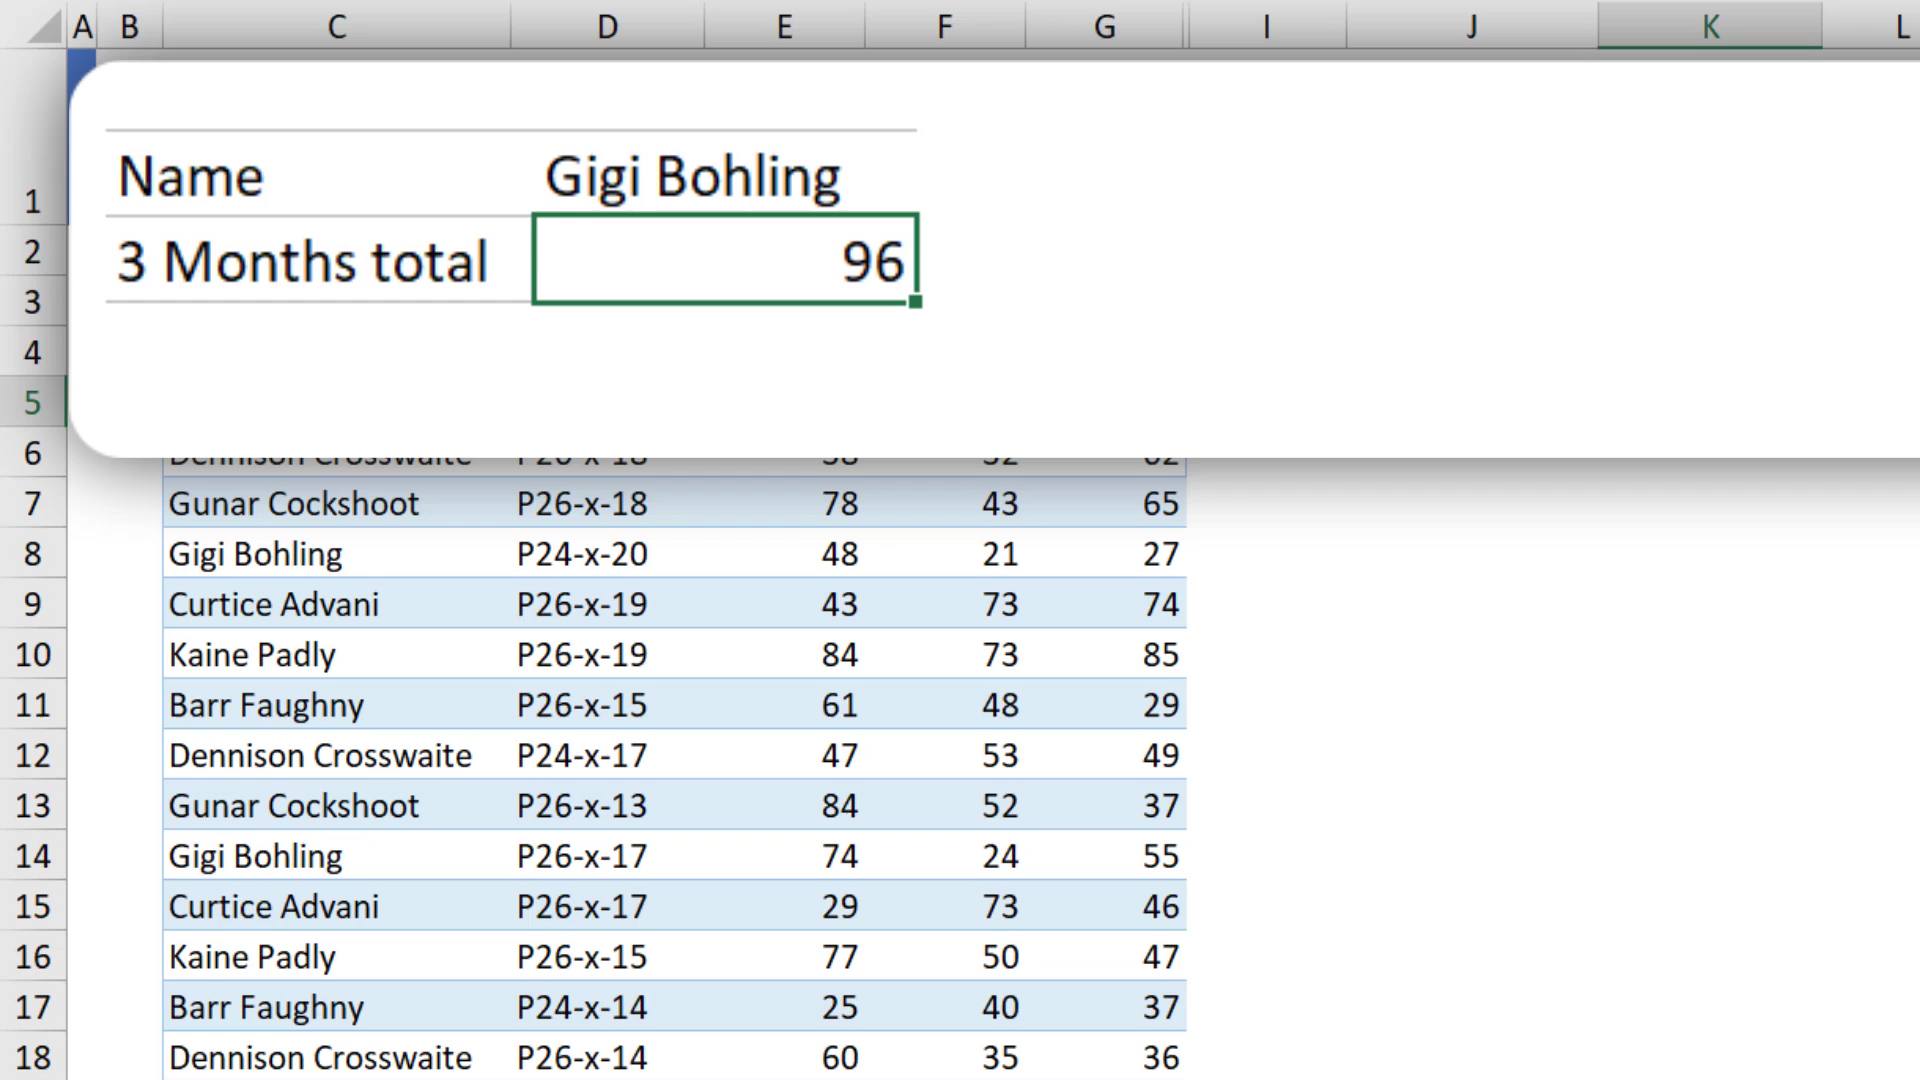 A B C D E F G I J K L
Name Gigi Bohling
1
3 Months total 96
2
3
4
5
6 Dennison Crosswaite P26-x-18 38 52 62
7 Gunar Cockshoot P26-x-18 78 43 65
8 Gigi Bohling P24-x-20 48 21 27
9 Curtice Advani P26-x-19 43 73 74
10 Kaine Padly P26-x-19 84 73 85
11 Barr Faughny P26-x-15 61 48 29
12 Dennison Crosswaite P24-x-17 47 53 49
13 Gunar Cockshoot P26-x-13 84 52 37
14 Gigi Bohling P26-x-17 74 24 55
15 Curtice Advani P26-x-17 29 73 46
16 Kaine Padly P26-x-15 77 50 47
17 Barr Faughny P24-x-14 25 40 37
18 Dennison Crosswaite P26-x-14 60 35 36